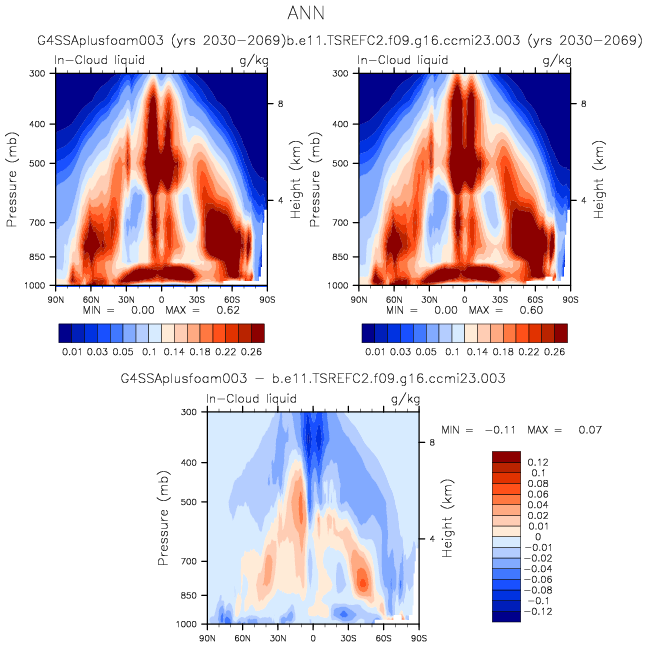 ANN
G4SSAplusfoam003 (yrs 2030-2069)b.e11.TSREFC2.f09.g16.ccmi23.003 (yrs 2030-2069)
In-Cloud liquid g/kg In-Cloud liquid g/kg
300 300
8 8
400 400
500 500
4 4
700 700
850 850
1000 1000
Pressure (mb) Height (km) Pressure (mb) Height (km)
90N 60N 30N 0 30S 60S 90S 90N 60N 30N 0 30S 60S 90S
MIN = 0.00 MAX = 0.62 MIN = 0.00 MAX = 0.60
0.01 0.03 0.05 0.1 0.14 0.18 0.22 0.26 0.01 0.03 0.05 0.1 0.14 0.18 0.22 0.26
G4SSAplusfoam003 - b.e11.TSREFC2.f09.g16.ccmi23.003
In-Cloud liquid g/kg
MIN = -0.11 MAX = 0.07
300
8
400
500
4
700
850
1000
Pressure (mb) Height (km)
90N 60N 30N 0 30S 60S 90S
0.12
0.1
0.08
0.06
0.04
0.02
0.01
0
-0.01
-0.02
-0.04
-0.06
-0.08
-0.1
-0.12